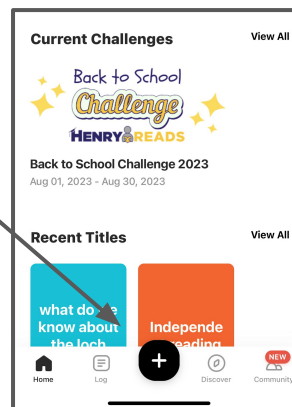 Current Challenges
View All
Back to School
Challenge
HENRY READS
Back to School Challenge 2023
Aug 01, 2023 - Aug 30, 2023
Recent Titles
View All
what do we
know about
the loch
Independe
reading
NEW
Home
Log
Discover
Community